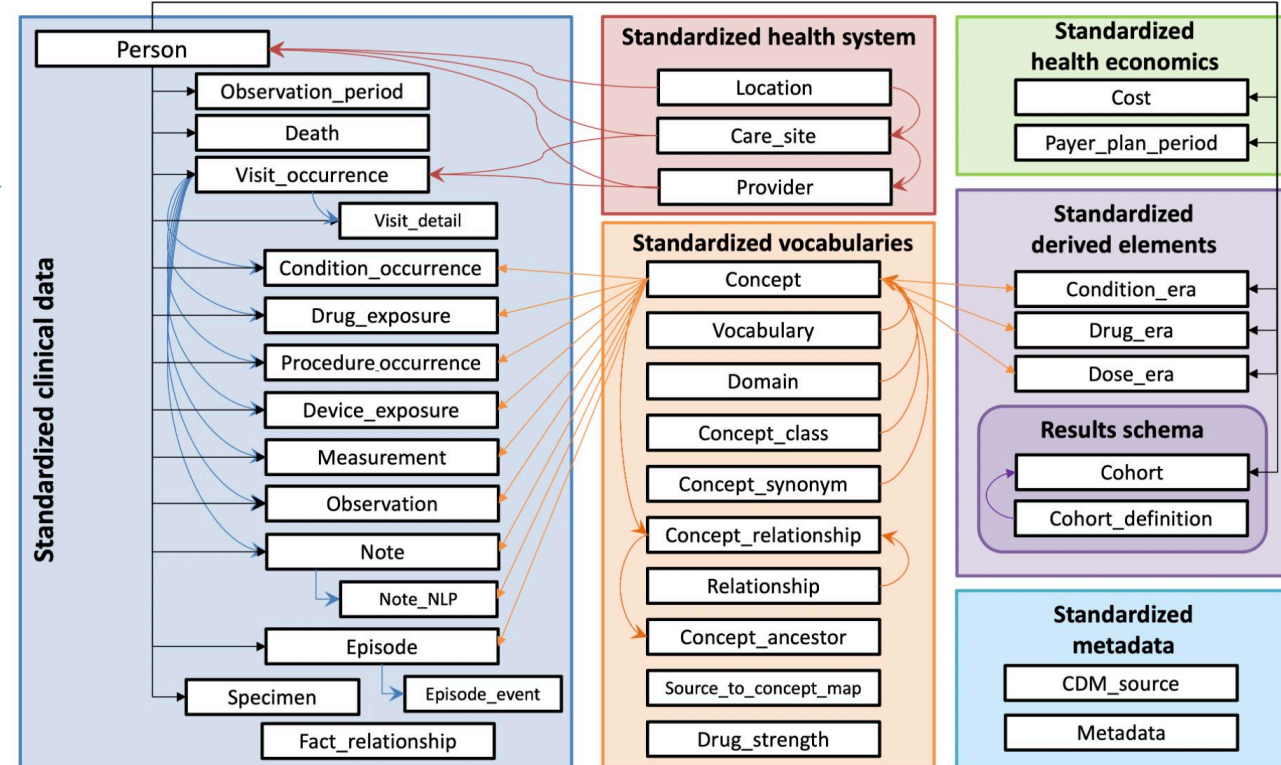 Person
Observation_period
Death
Visit_occurrence
Visit_detail
Condition_occurrence
Drug_exposure
Procedure_occurrence
Device_exposure
Measurement
Observation
Note
Note_NLP
Episode
Specimen
Episode_event
Fact_relationship
Standardized clinical data
Standardized health system
Location
Care_site
Provider
Standardized vocabularies
Concept
Vocabulary
Domain
Concept_class
Concept_synonym
Concept_relationship
Relationship
Concept_ancestor
Source_to_concept_map
Drug_strength
Standardized
health economics
Cost
Payer_plan_period
Standardized
derived elements
Condition_era
Drug_era
Dose_era
Results schema
Cohort
Cohort_definition
Standardized
metadata
CDM_source
Metadata